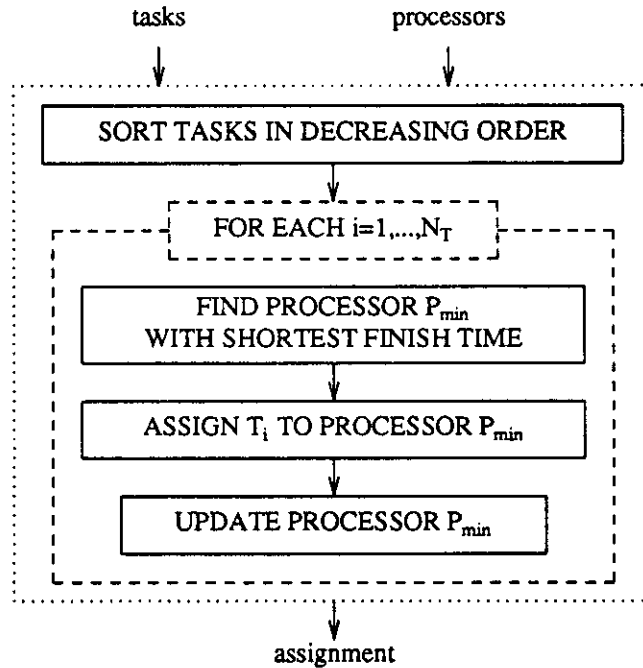 tasks processors
SORT TASKS IN DECREASING ORDER
FOR EACH i=1,...,N_T
FIND PROCESSOR P_min
WITH SHORTEST FINISH TIME
ASSIGN T_i TO PROCESSOR P_min
UPDATE PROCESSOR P_min
assignment